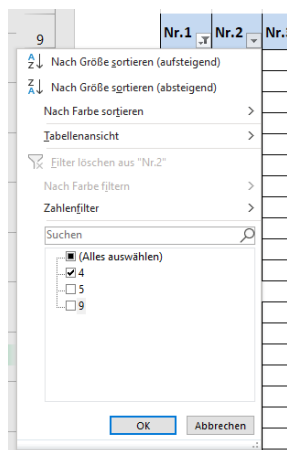 9
Nr.1 Nr.2 Nr.
Nach Größe sortieren (aufsteigend)
Nach Größe sortieren (absteigend)
Nach Farbe sortieren
Tabellenansicht
Filter löschen aus "Nr.2"
Nach Farbe filtern
Zahlenfilter
Suchen
(Alles auswählen)
4
5
9
OK Abbrechen